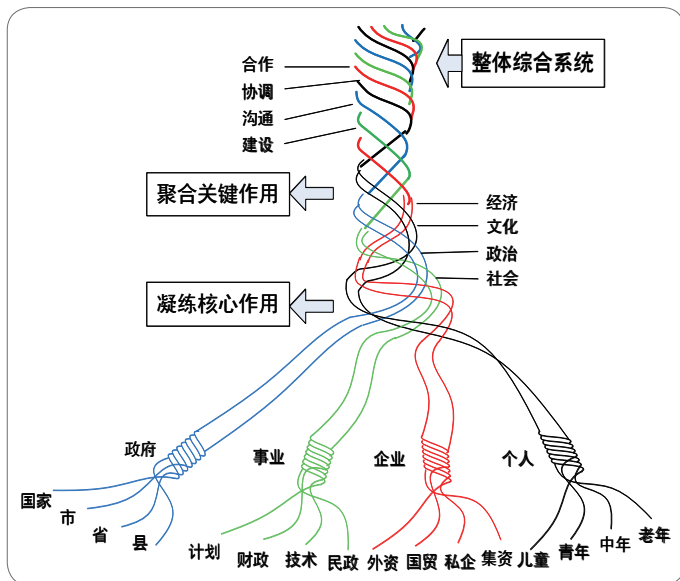 整体综合系统
合作
协调
沟通
建设
聚合关键作用
经济
文化
政治
社会
凝练核心作用
政府
事业
企业
个人
国家
市
省
县
计划
财政
技术
民政
外资
国贸
私企
集资
儿童
青年
中年
老年